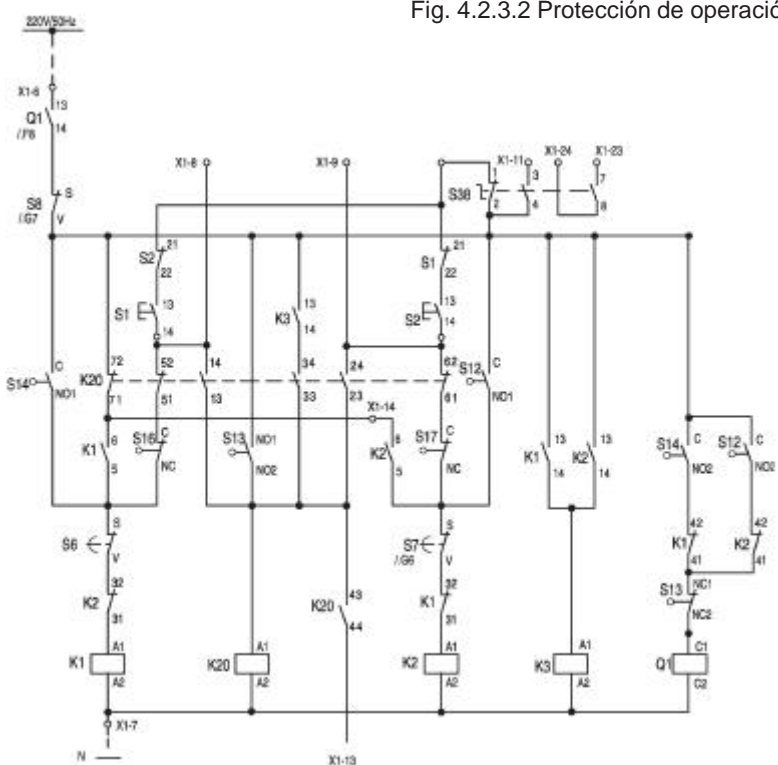 Fig. 4.2.3.2 Protección de operació
220V/50Hz
X1-6
13
Q1
14
/.F8
X1-8
X1-9
X1-11
X1-24
X1-23
1
3
7
S38
2
4
8
S8
S
/.G7
V
S2
21
22
S1
21
22
S1
13
14
K3
13
14
S2
13
14
S14
C
NO1
K20
72
71
52
51
14
13
34
33
24
23
62
61
S12
C
NO1
X1-14
K1
6
5
S16
C
NC
S13
NO1
NO2
K2
6
5
S17
C
NC
K1
13
14
K2
13
14
S14
C
NO2
S12
C
NO2
S6
S
V
S7
S
/.G6
V
K1
42
41
K2
42
41
K2
32
31
K20
43
44
K1
32
31
S13
NC1
NC2
K1
A1
A2
K20
A1
A2
K2
A1
A2
K3
A1
A2
Q1
C1
C2
X1-7
N
X1-13